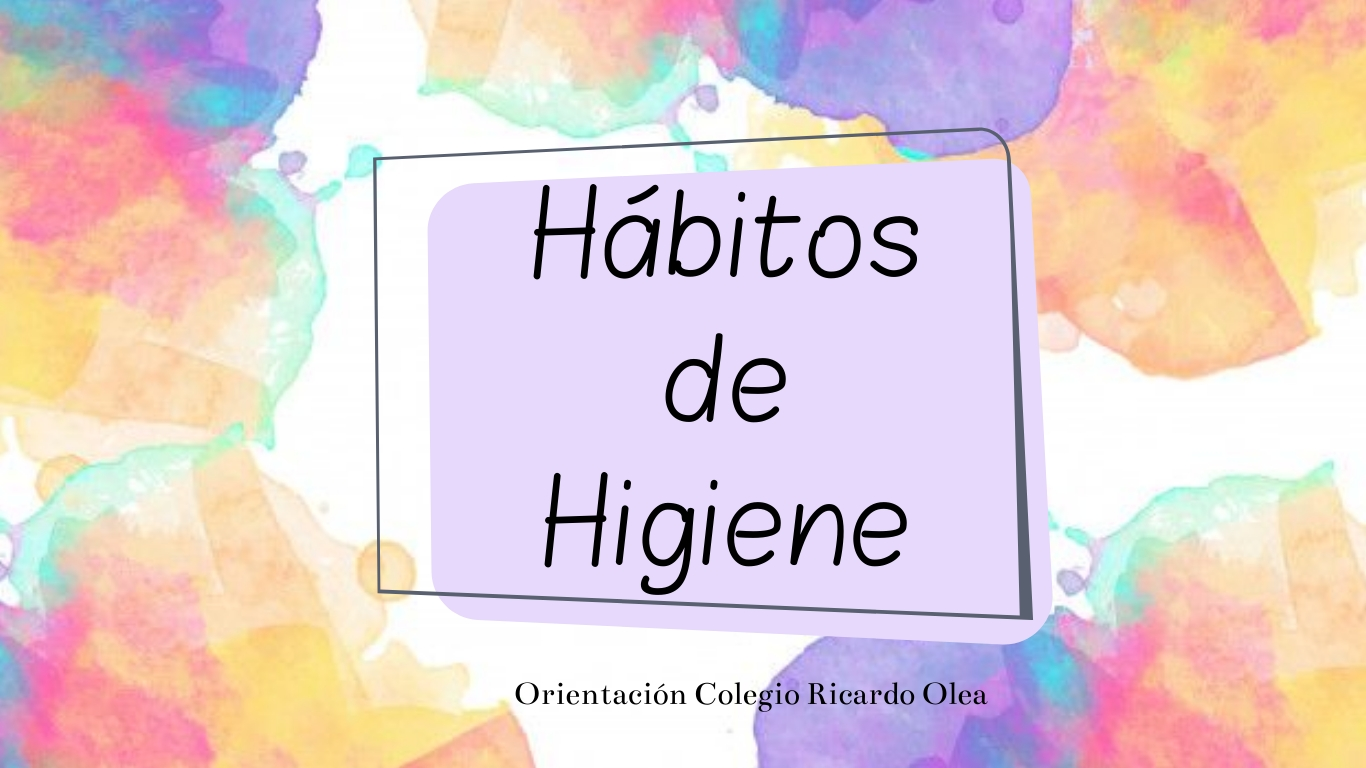 Hábitos
de
Higiene
Orientación Colegio Ricardo Olea